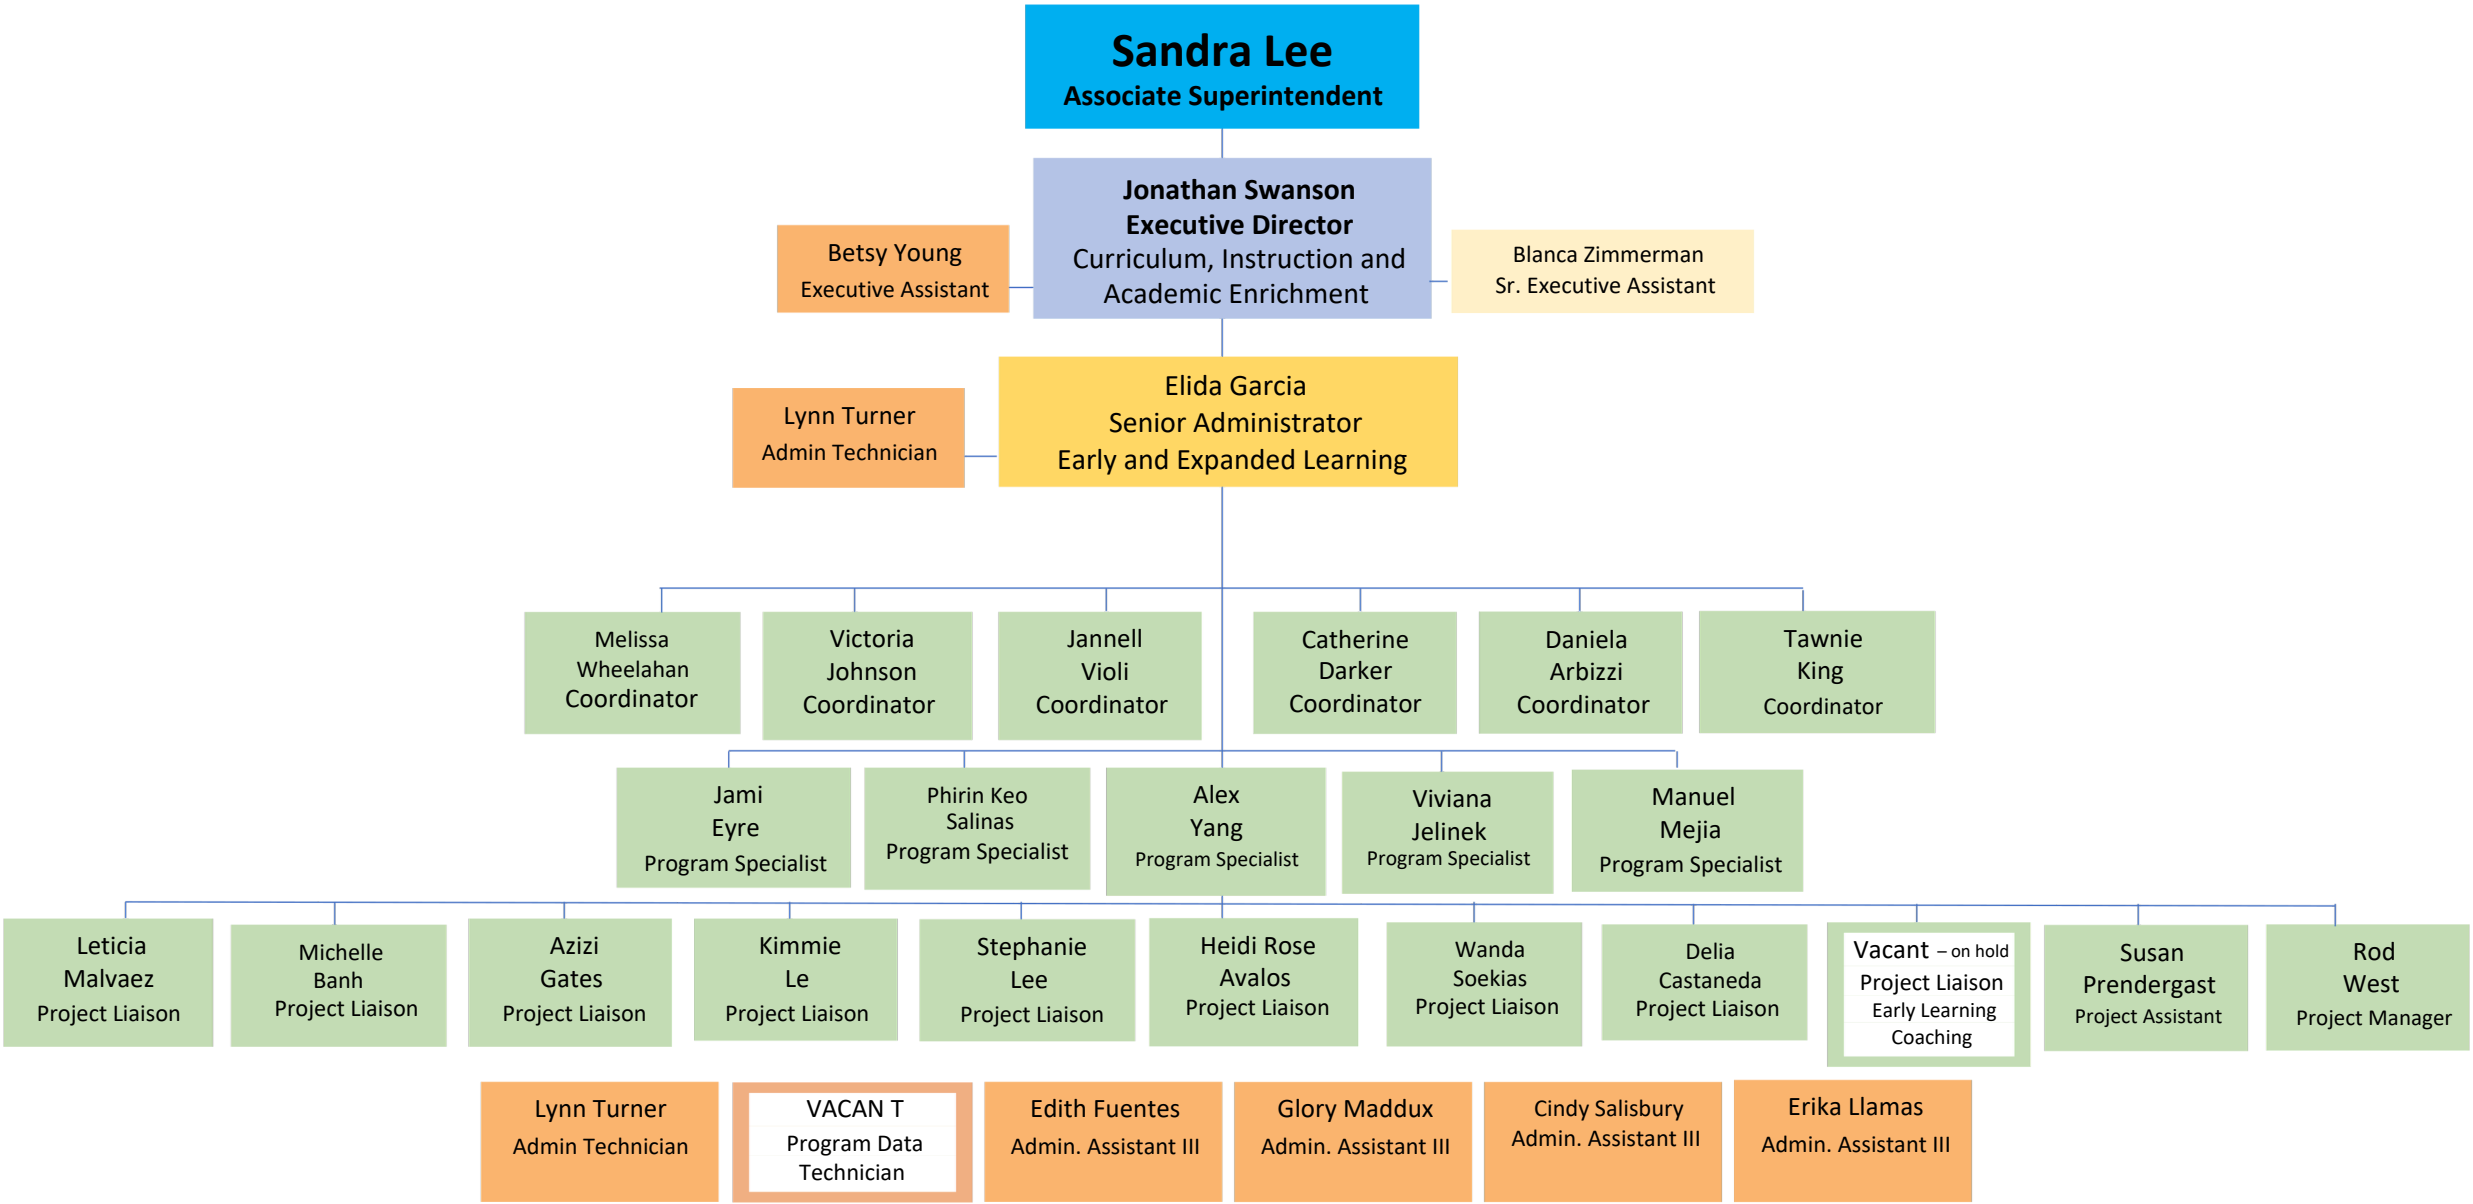 Sandra Lee
Associate Superintendent
Jonathan Swanson
Executive Director
Curriculum, Instruction and
Academic Enrichment
Betsy Young
Executive Assistant
Blanca Zimmerman
Sr. Executive Assistant
Elida Garcia
Senior Administrator
Early and Expanded Learning
Lynn Turner
Admin Technician
Melissa
Wheelahan
Coordinator
Victoria
Johnson
Coordinator
Jannell
Violi
Coordinator
Catherine
Darker
Coordinator
Daniela
Arbizzi
Coordinator
Tawnie
King
Coordinator
Jami
Eyre
Program Specialist
Phirin Keo
Salinas
Program Specialist
Alex
Yang
Program Specialist
Viviana
Jelinek
Program Specialist
Manuel
Mejia
Program Specialist
Leticia
Malvaez
Project Liaison
Michelle
Banh
Project Liaison
Azizi
Gates
Project Liaison
Kimmie
Le
Project Liaison
Stephanie
Lee
Project Liaison
Heidi Rose
Avalos
Project Liaison
Wanda
Soekias
Project Liaison
Delia
Castaneda
Project Liaison
Vacant – on hold
Project Liaison
Early Learning
Coaching
Susan
Prendergast
Project Assistant
Rod
West
Project Manager
Lynn Turner
Admin Technician
VACAN T
Program Data
Technician
Edith Fuentes
Admin. Assistant III
Glory Maddux
Admin. Assistant III
Cindy Salisbury
Admin. Assistant III
Erika Llamas
Admin. Assistant III